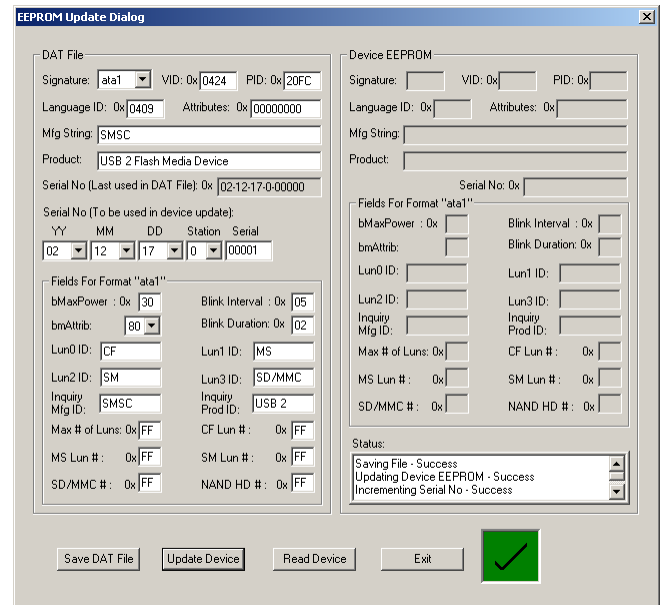 EEPROM Update Dialog
DAT File
Signature: ata1 VID: 0x 0424 PID: 0x 20FC
Language ID: 0x 0409 Attributes: 0x 00000000
Mfg String: SMSC
Product: USB 2 Flash Media Device
Serial No (Last used in DAT File): 0x 02-12-17-0-00000
Serial No (To be used in device update):
YY MM DD Station Serial
02 12 17 0 00001
Fields For Format "ata1"
bMaxPower : 0x 30 Blink Interval : 0x 05
bmAttrib: 80 Blink Duration: 0x 02
Lun0 ID: CF Lun1 ID: MS
Lun2 ID: SM Lun3 ID: SD/MMC
Inquiry Mfg ID: SMSC Inquiry Prod ID: USB 2
Max # of Luns: 0x FF CF Lun # : 0x FF
MS Lun # : 0x FF SM Lun # : 0x FF
SD/MMC # : 0x FF NAND HD # : 0x FF
Device EEPROM
Signature: VID: 0x PID: 0x
Language ID: 0x Attributes: 0x
Mfg String:
Product:
Serial No: 0x
Fields For Format "ata1"
bMaxPower : 0x Blink Interval : 0x
bmAttrib: Blink Duration: 0x
Lun0 ID: Lun1 ID:
Lun2 ID: Lun3 ID:
Inquiry Mfg ID: Inquiry Prod ID:
Max # of Luns: 0x CF Lun # : 0x
MS Lun # : 0x SM Lun # : 0x
SD/MMC # : 0x NAND HD # : 0x
Status:
Saving File - Success
Updating Device EEPROM - Success
Incrementing Serial No - Success
Save DAT File Update Device Read Device Exit